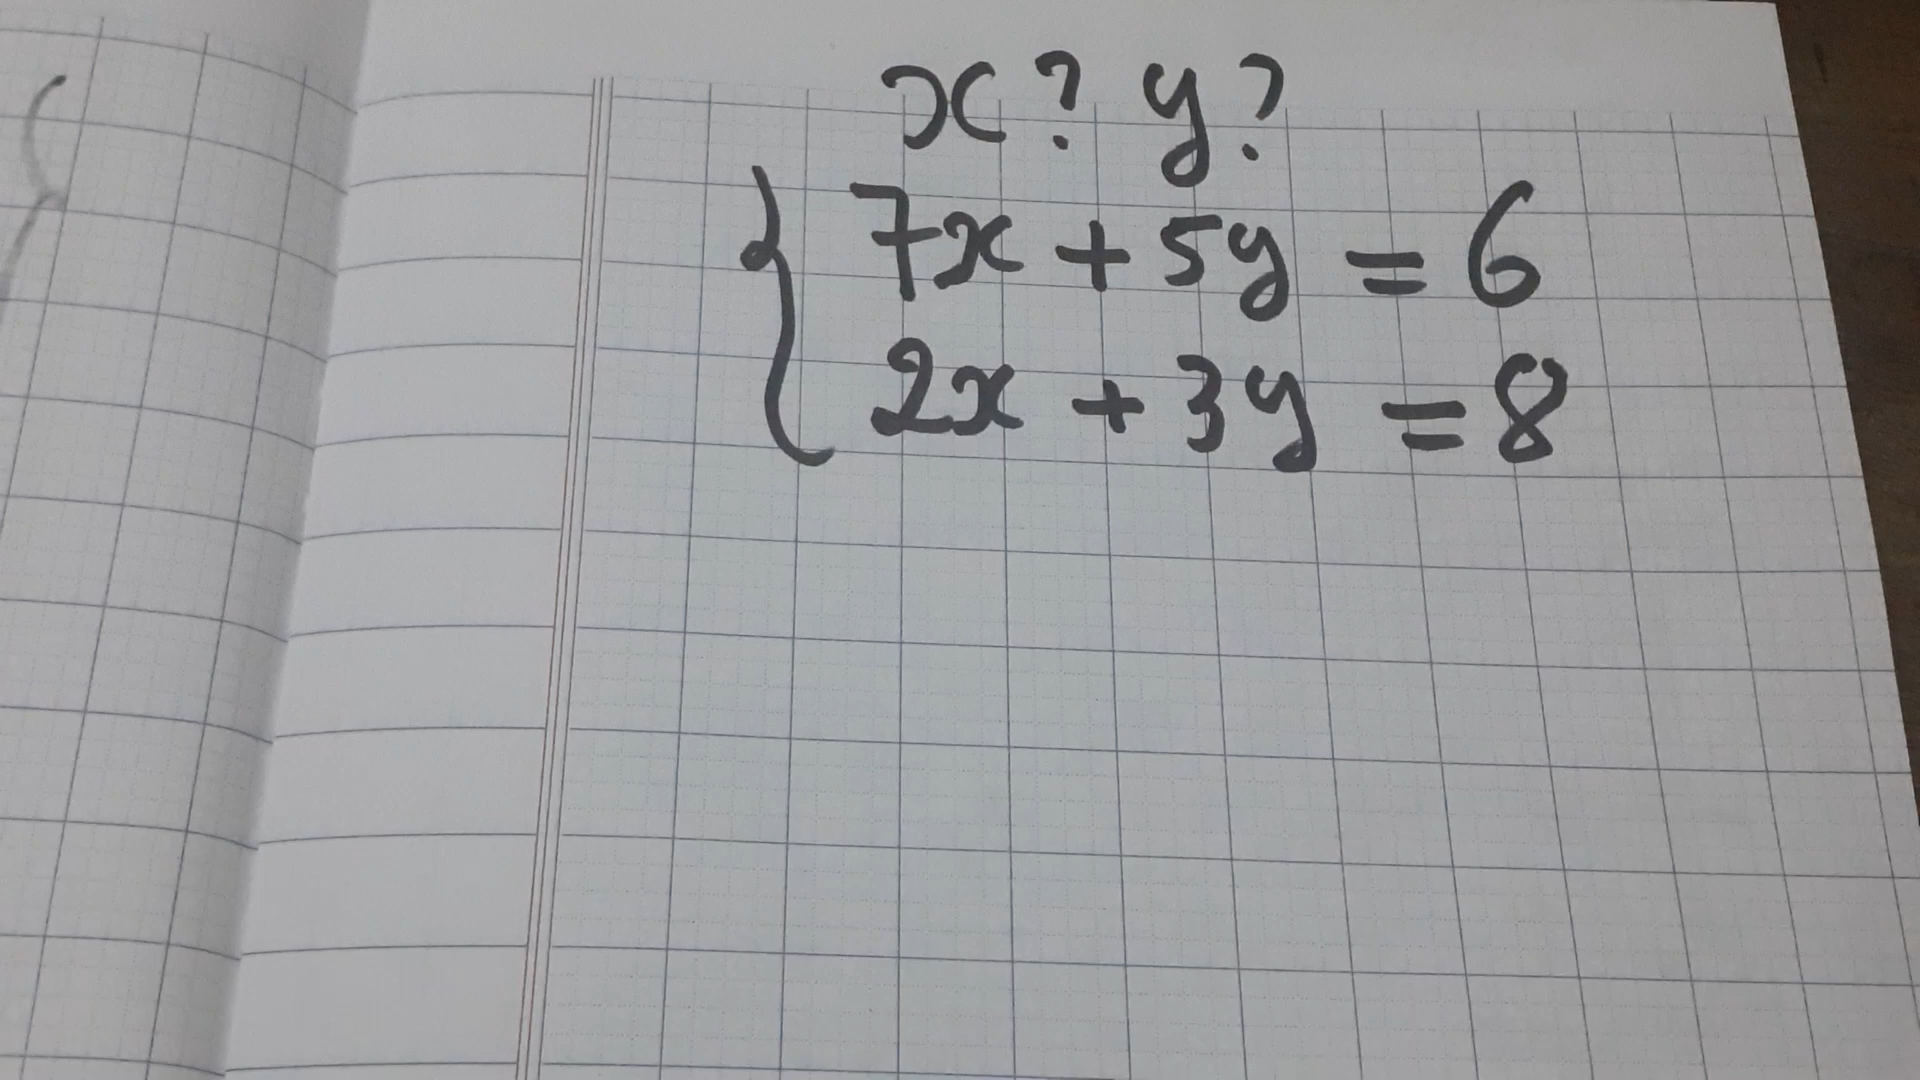 x? y?
7x + 5y = 6
2x + 3y = 8